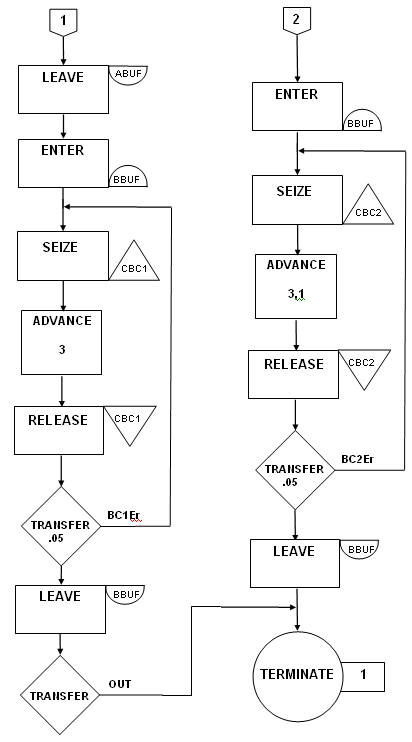 1
LEAVE
ABUF
ENTER
BBUF
SEIZE
CBC1
ADVANCE
3
RELEASE
CBC1
TRANSFER
.05
BC1Er
LEAVE
BBUF
TRANSFER
OUT
2
ENTER
BBUF
SEIZE
CBC2
ADVANCE
3,1
RELEASE
CBC2
TRANSFER
.05
BC2Er
LEAVE
BBUF
TERMINATE
1